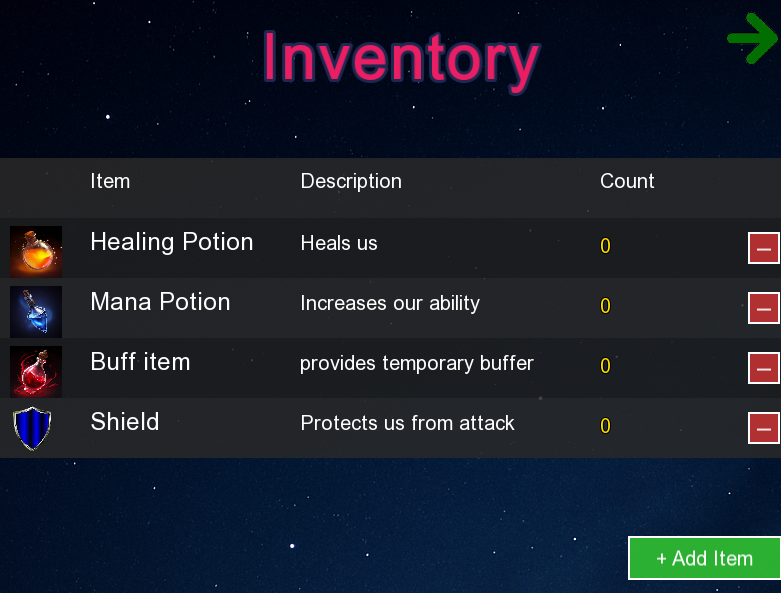 Inventory
Item Description Count
Healing Potion Heals us 0 –
Mana Potion Increases our ability 0 –
Buff item provides temporary buffer 0 –
Shield Protects us from attack 0 –
+ Add Item